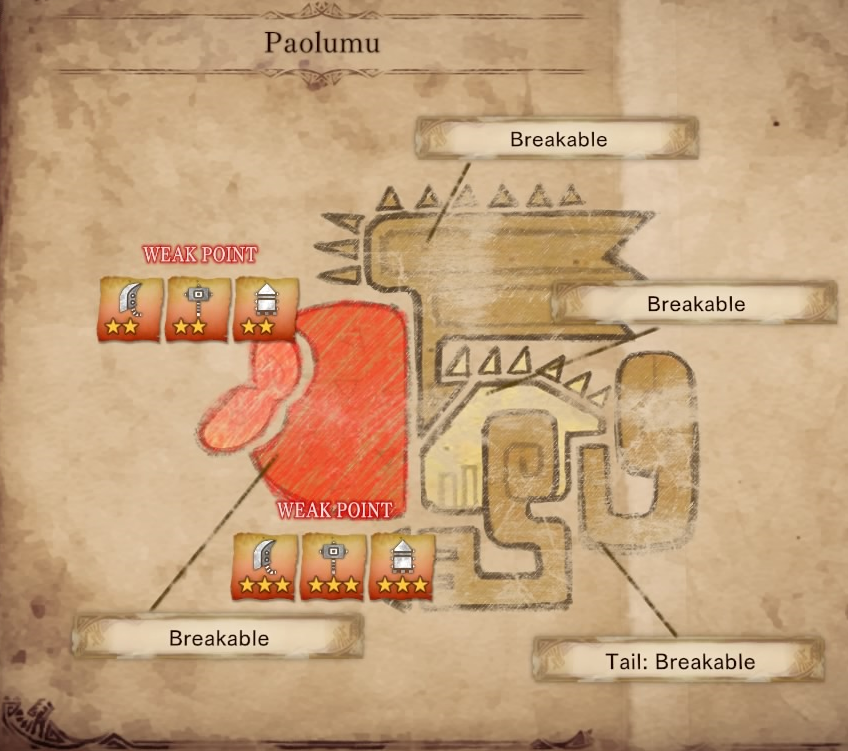 Paolumu
Breakable
WEAK POINT
Breakable
WEAK POINT
Breakable
Tail: Breakable